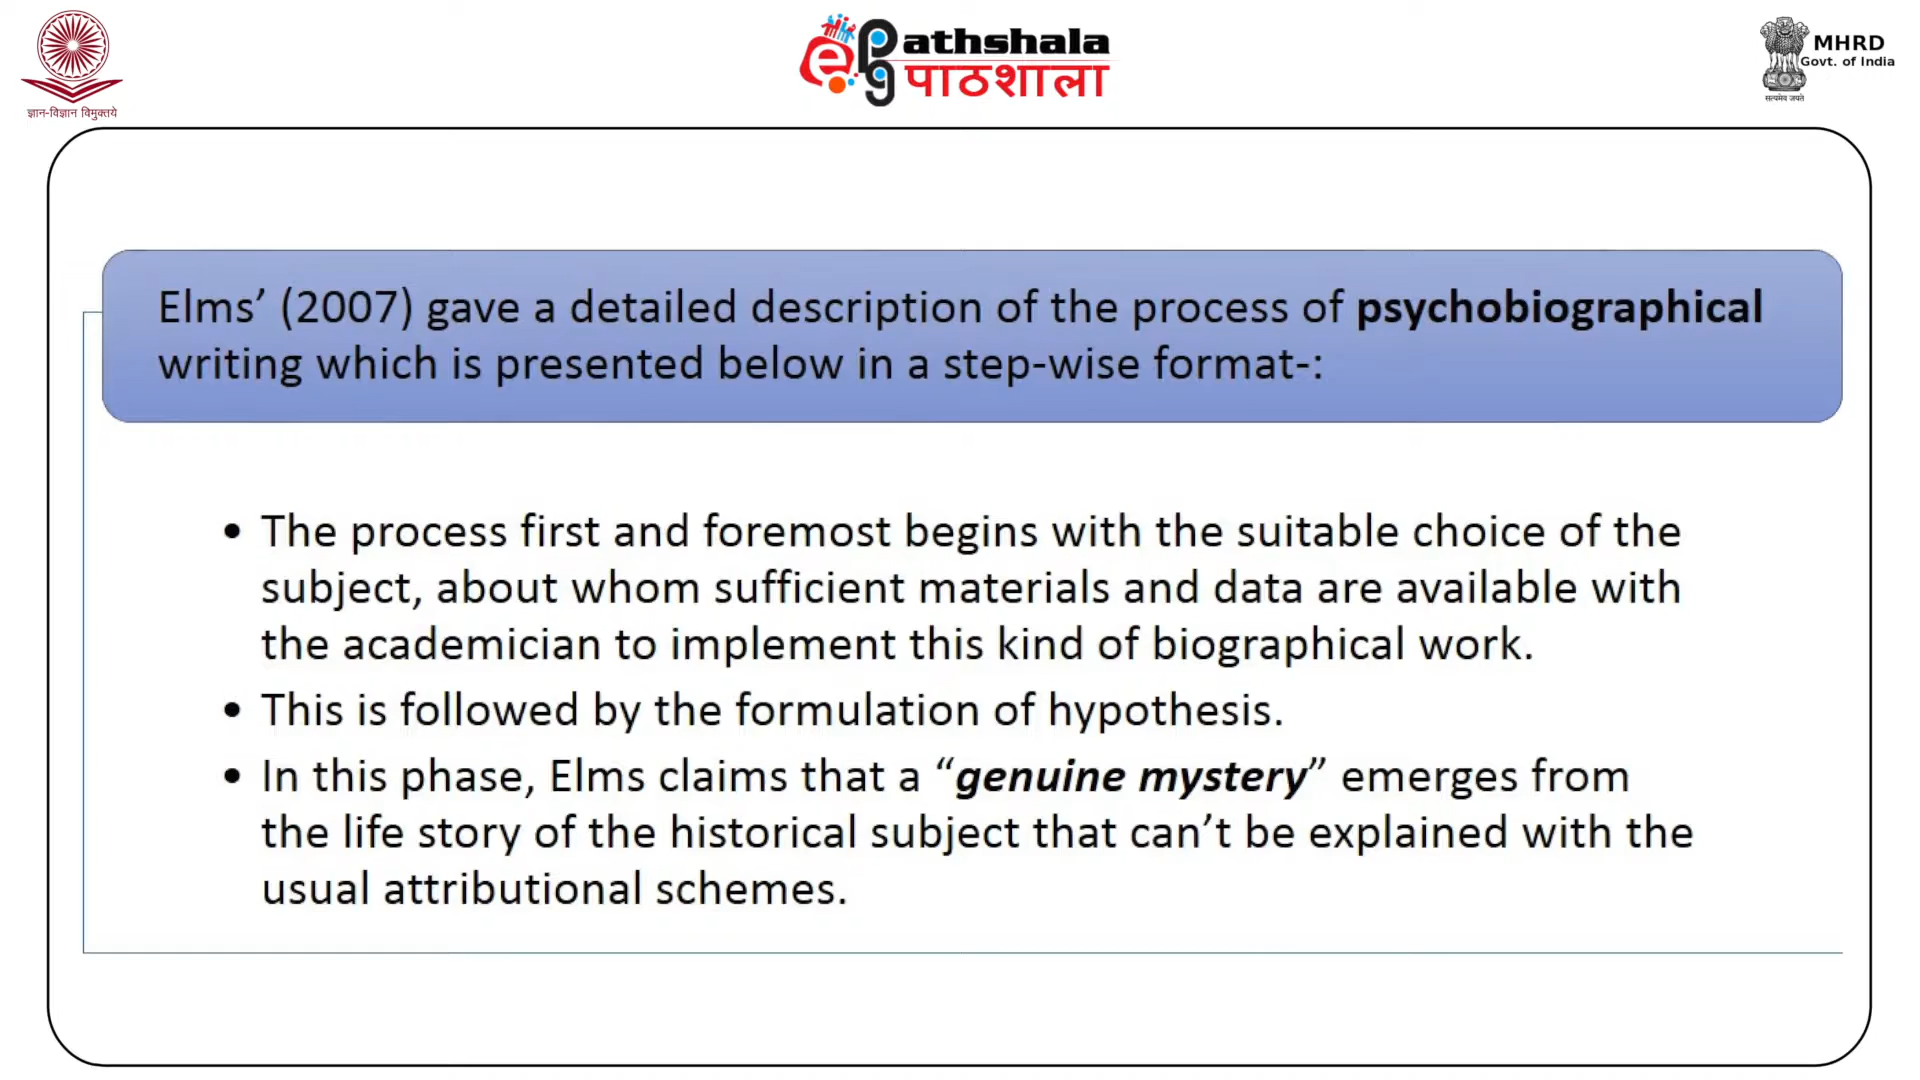 ज्ञान-विज्ञान विमुक्तये
e PG athshala
पाठशाला
MHRD
Govt. of India
सत्यमेव जयते
Elms’ (2007) gave a detailed description of the process of psychobiographical
writing which is presented below in a step-wise format-:
• The process first and foremost begins with the suitable choice of the
subject, about whom sufficient materials and data are available with
the academician to implement this kind of biographical work.
• This is followed by the formulation of hypothesis.
• In this phase, Elms claims that a “genuine mystery” emerges from
the life story of the historical subject that can’t be explained with the
usual attributional schemes.